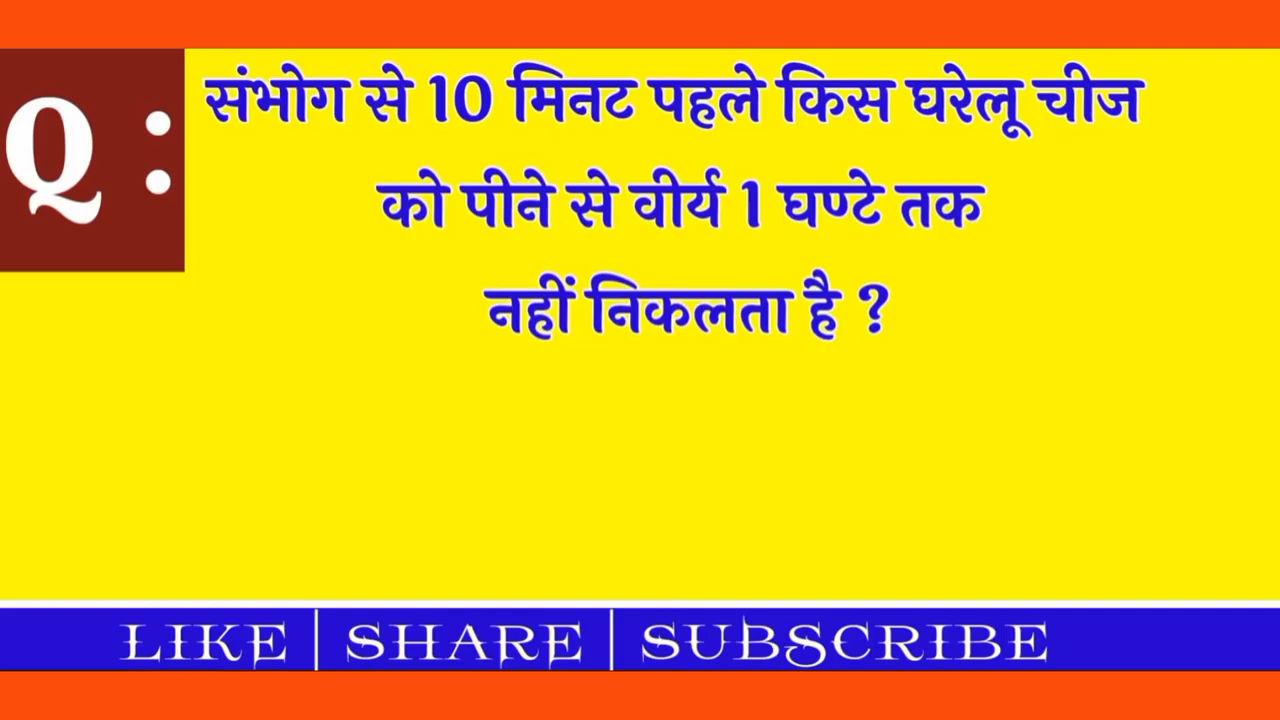 Q :
संभोग से 10 मिनट पहले किस घरेलू चीज
को पीने से वीर्य 1 घण्टे तक
नहीं निकलता है ?
LIKE | SHARE | SUBSCRIBE